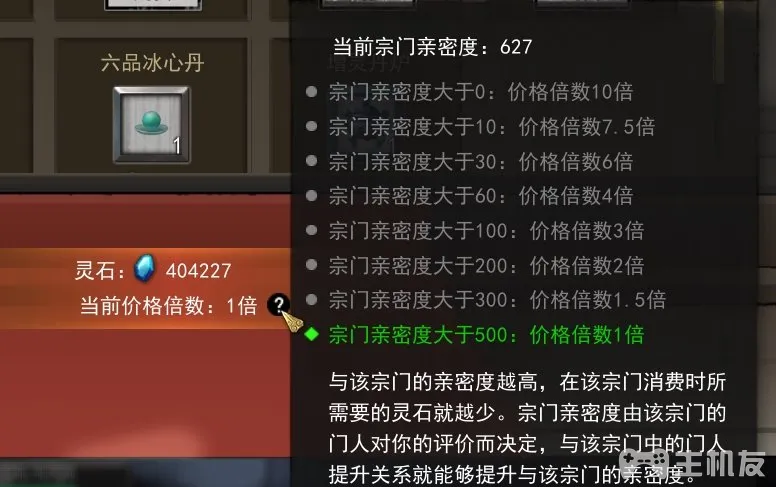 当前宗门亲密度：627
六品冰心丹
增灵丹炉
宗门亲密度大于0：价格倍数10倍
1
宗门亲密度大于10：价格倍数7.5倍
宗门亲密度大于30：价格倍数6倍
宗门亲密度大于60：价格倍数4倍
宗门亲密度大于100：价格倍数3倍
宗门亲密度大于200：价格倍数2倍
灵石：404227
宗门亲密度大于300：价格倍数1.5倍
当前价格倍数：1倍 ?
宗门亲密度大于500：价格倍数1倍
与该宗门的亲密度越高，在该宗门消费时所
需要的灵石就越少。宗门亲密度由该宗门的
门人对你的评价而决定，与该宗门中的门人
提升关系就能够提升与该宗门的亲密度。
主机友